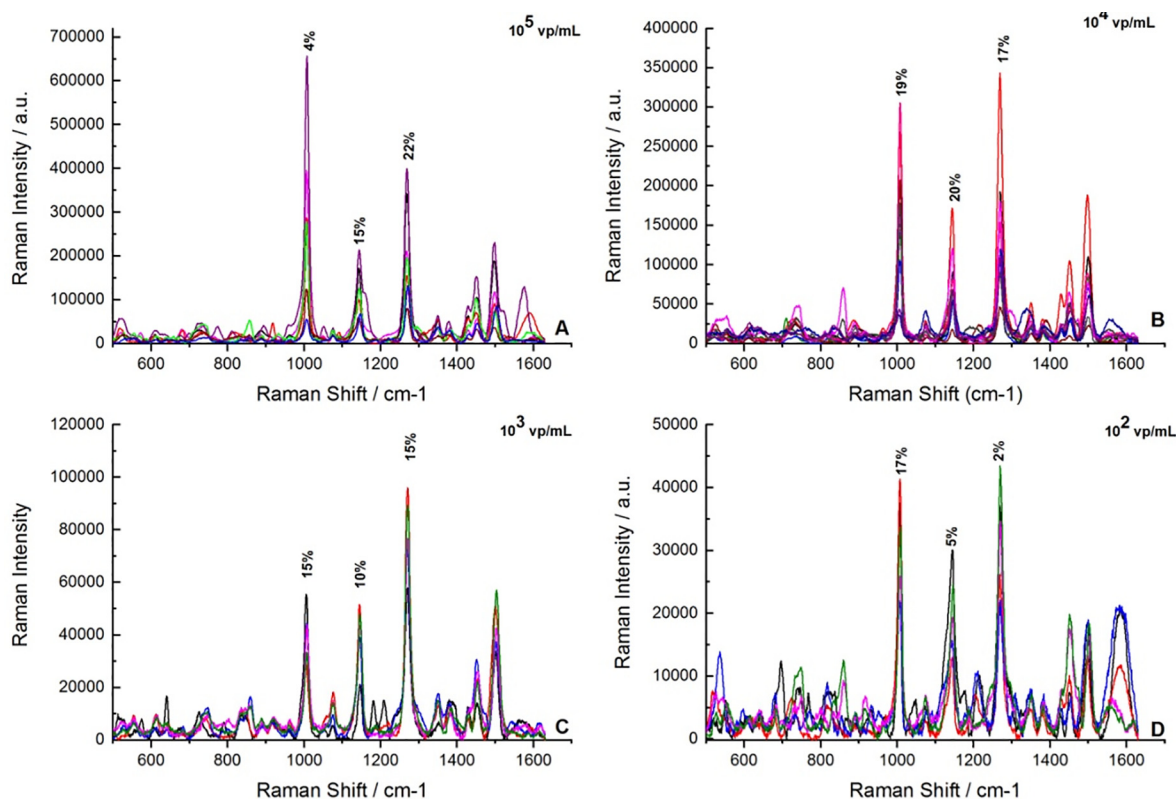 10⁵ vp/mL
700000
600000
500000
400000
300000
200000
100000
0
Raman Intensity / a.u.
4%
15%
22%
A
600 800 1000 1200 1400 1600
Raman Shift / cm-1
10⁴ vp/mL
400000
350000
300000
250000
200000
150000
100000
50000
0
Raman Intensity / a.u.
19%
20%
17%
B
600 800 1000 1200 1400 1600
Raman Shift (cm-1)
10³ vp/mL
120000
100000
80000
60000
40000
20000
0
Raman Intensity
15%
10%
15%
C
600 800 1000 1200 1400 1600
Raman Shift / cm-1
10² vp/mL
50000
40000
30000
20000
10000
0
Raman Intensity / a.u.
17%
5%
2%
D
600 800 1000 1200 1400 1600
Raman Shift / cm-1